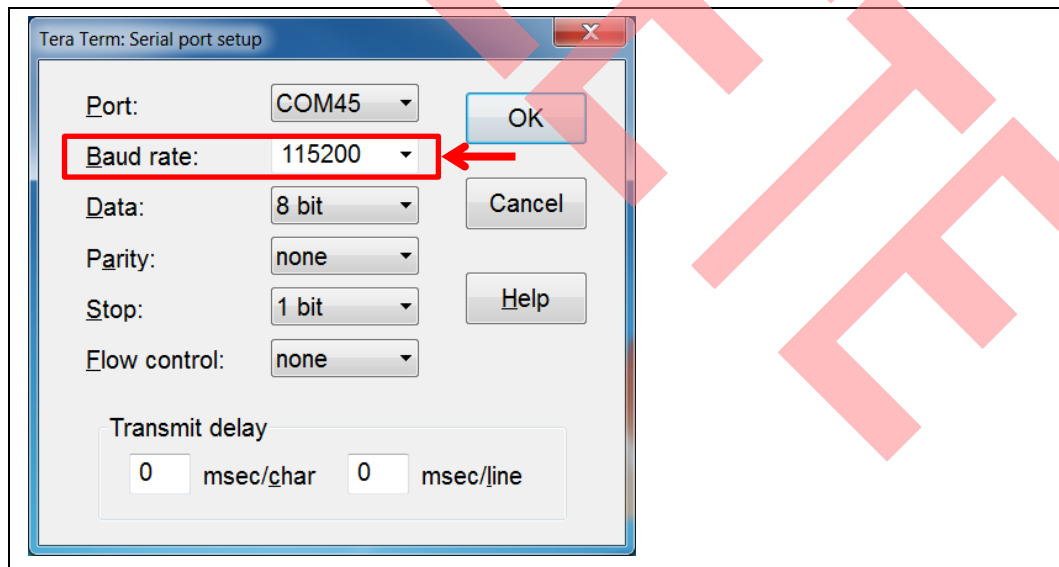 Tera Term: Serial port setup
Port: COM45 OK
Baud rate: 115200
Data: 8 bit Cancel
Parity: none
Stop: 1 bit Help
Flow control: none
Transmit delay
0 msec/char 0 msec/line